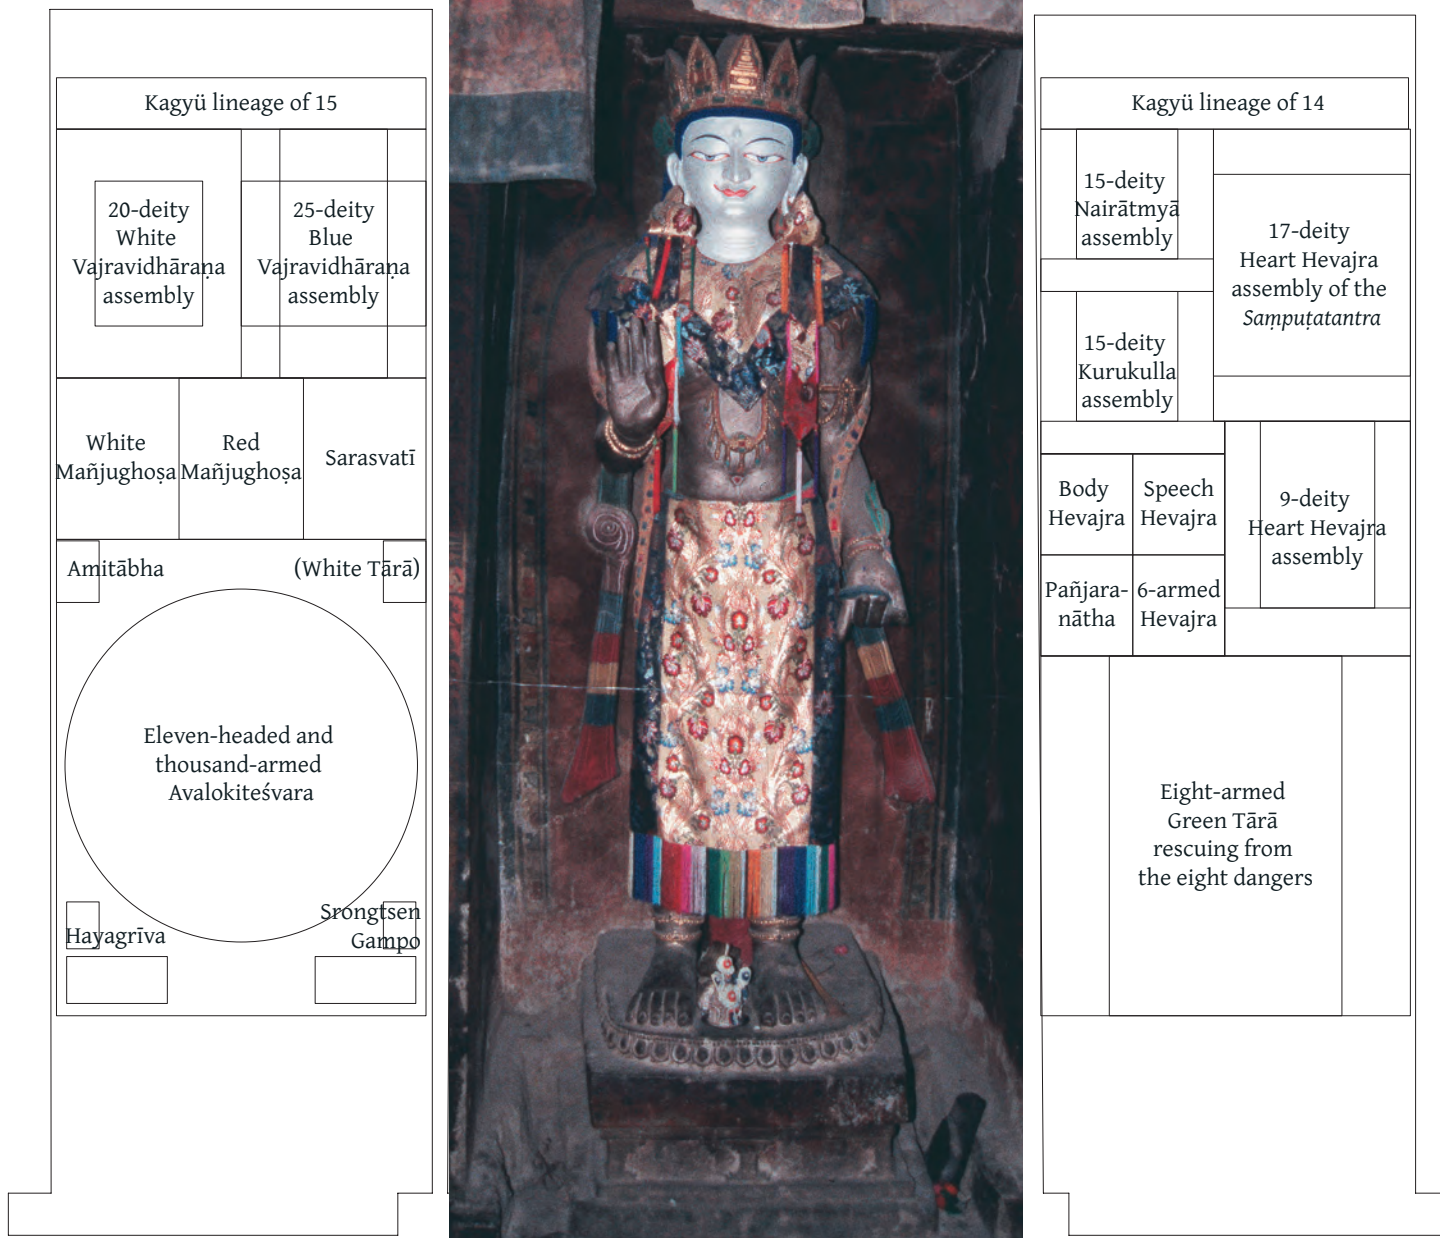 Kagyü lineage of 15
20-deity
White
Vajravidhāraṇa
assembly
25-deity
Blue
Vajravidhāraṇa
assembly
White
Mañjughoṣa
Red
Mañjughoṣa
Sarasvatī
Amitābha
(White Tārā)
Eleven-headed and
thousand-armed
Avalokiteśvara
Hayagrīva
Srongtsen
Gampo
Kagyü lineage of 14
15-deity
Nairātmyā
assembly
17-deity
Heart Hevajra
assembly of the
Saṃpuṭatantra
15-deity
Kurukulla
assembly
Body
Hevajra
Speech
Hevajra
9-deity
Heart Hevajra
assembly
Pañjara-
nātha
6-armed
Hevajra
Eight-armed
Green Tārā
rescuing from
the eight dangers